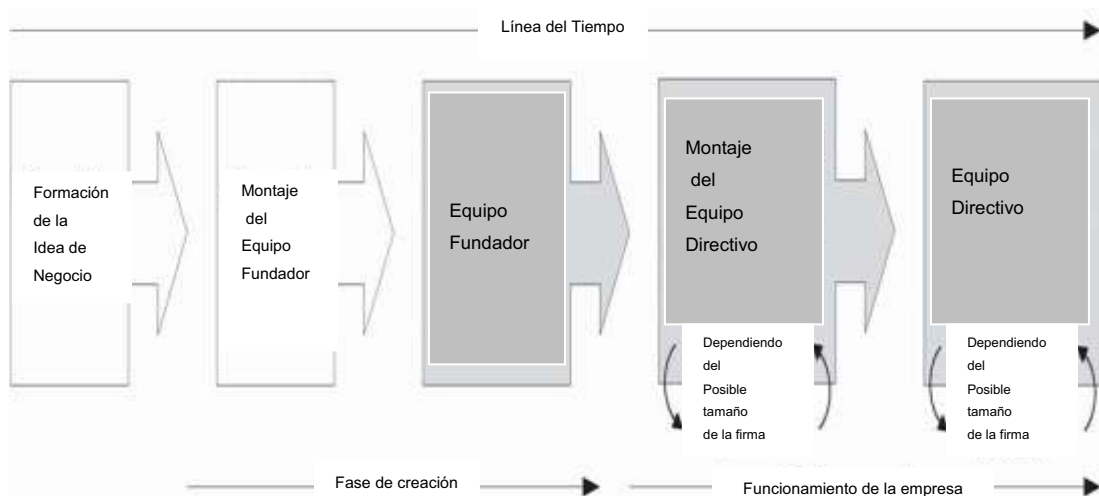 Línea del Tiempo
Formación
de la
Idea de
Negocio
Montaje
del
Equipo
Fundador
Equipo
Fundador
Montaje
del
Equipo
Directivo
Dependiendo
del
Posible
tamaño
de la firma
Equipo
Directivo
Dependiendo
del
Posible
tamaño
de la firma
Fase de creación
Funcionamiento de la empresa